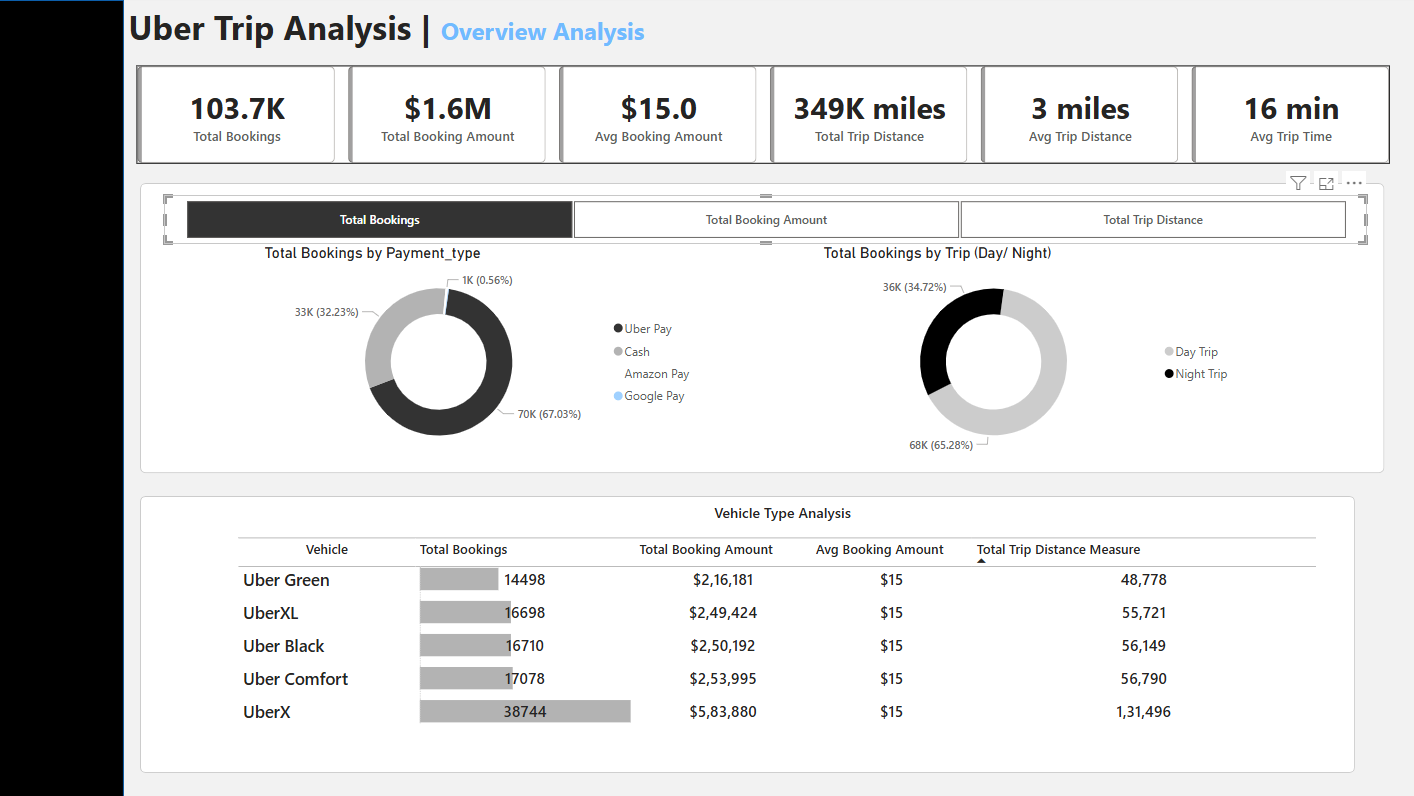 Uber Trip Analysis | Overview Analysis
103.7K
Total Bookings
$1.6M
Total Booking Amount
$15.0
Avg Booking Amount
349K miles
Total Trip Distance
3 miles
Avg Trip Distance
16 min
Avg Trip Time
Total Bookings
Total Booking Amount
Total Trip Distance
Total Bookings by Payment_type
1K (0.56%)
33K (32.23%)
70K (67.03%)
Uber Pay
Cash
Amazon Pay
Google Pay
Total Bookings by Trip (Day/ Night)
36K (34.72%)
68K (65.28%)
Day Trip
Night Trip
Vehicle Type Analysis
Vehicle Total Bookings Total Booking Amount Avg Booking Amount Total Trip Distance Measure
Uber Green 14498 $2,16,181 $15 48,778
UberXL 16698 $2,49,424 $15 55,721
Uber Black 16710 $2,50,192 $15 56,149
Uber Comfort 17078 $2,53,995 $15 56,790
UberX 38744 $5,83,880 $15 1,31,496